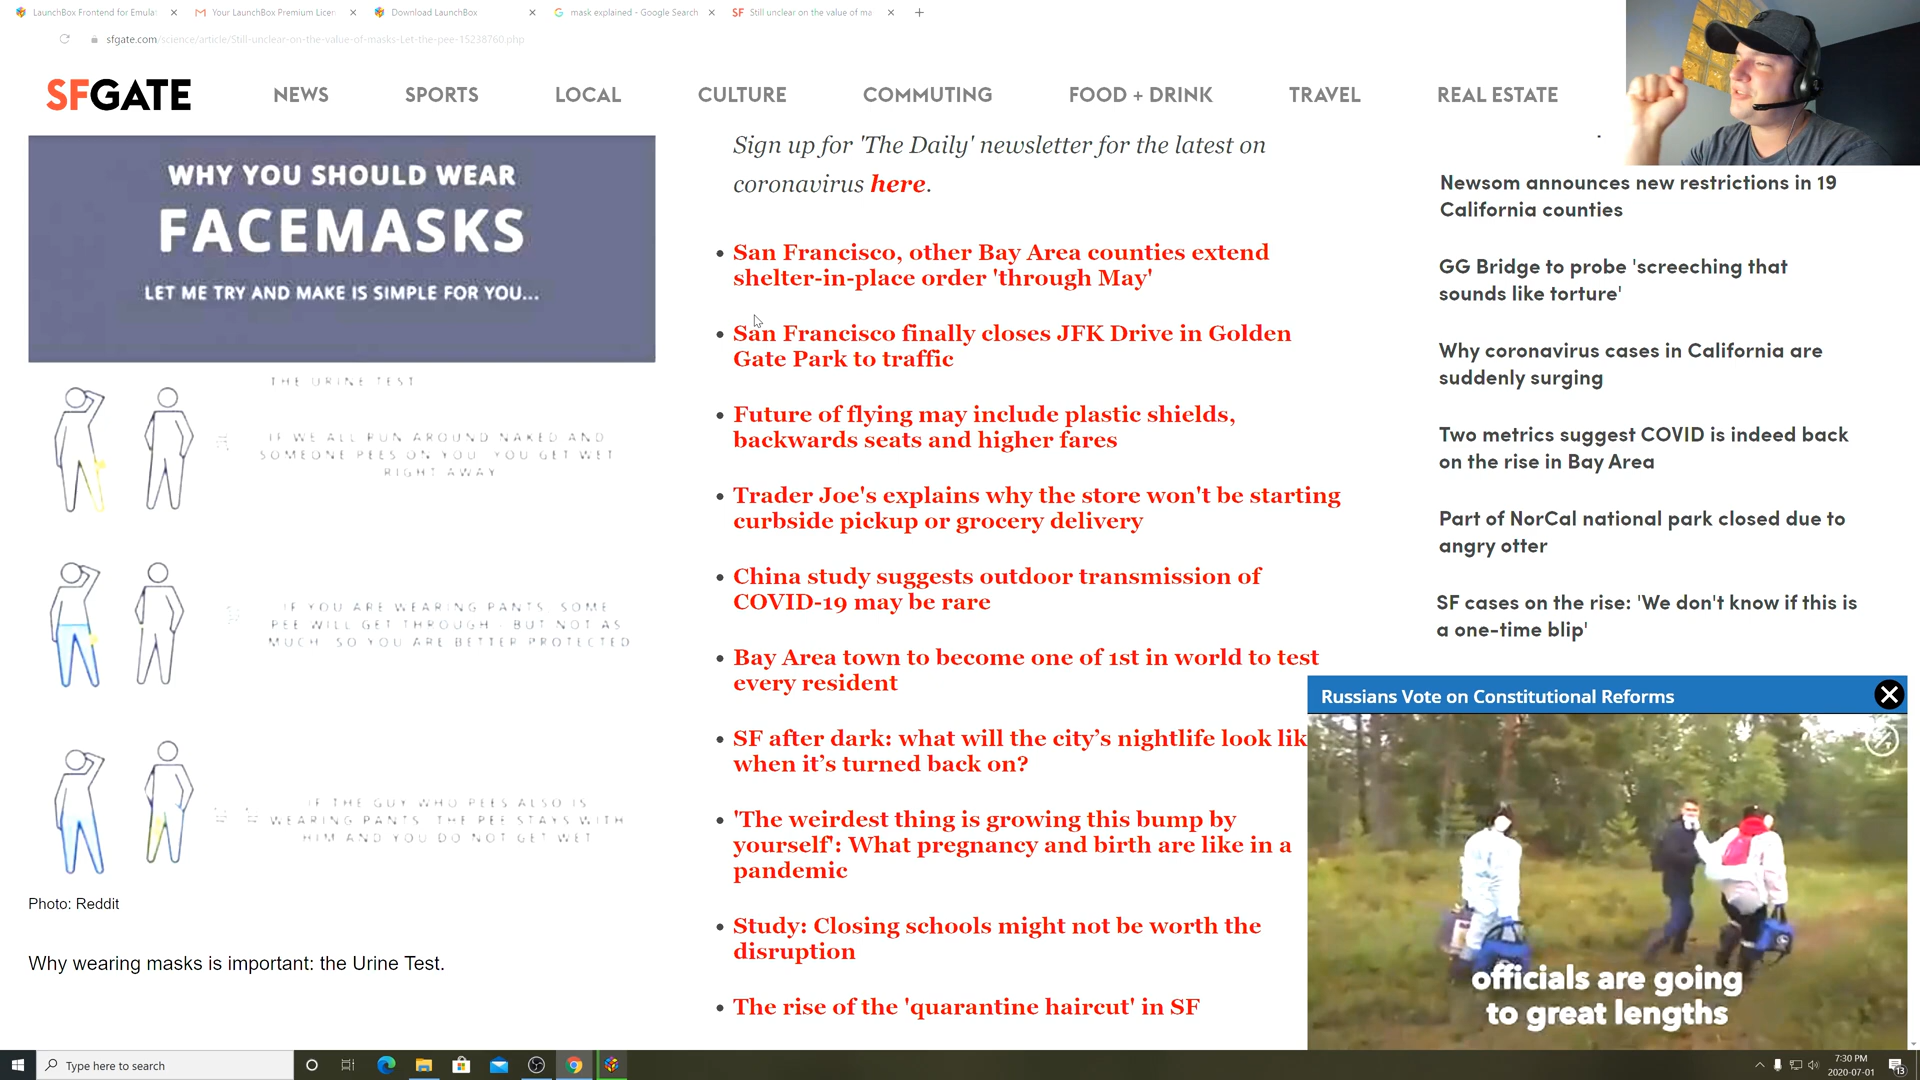 LaunchBox Frontend for Emula
Your LaunchBox Premium Licen
Download LaunchBox
mask explained - Google Search
Still unclear on the value of ma
sfgate.com/science/article/Still-unclear-on-the-value-of-masks-Let-the-pee-15238760.php
SFGATE
NEWS
SPORTS
LOCAL
CULTURE
COMMUTING
FOOD + DRINK
TRAVEL
REAL ESTATE
WHY YOU SHOULD WEAR
FACEMASKS
LET ME TRY AND MAKE IS SIMPLE FOR YOU...
THE URINE TEST
IF WE ALL RUN AROUND NAKED AND
SOMEONE PEES ON YOU, YOU GET WET
RIGHT AWAY
IF YOU ARE WEARING PANTS, SOME
PEE WILL GET THROUGH - BUT NOT AS
MUCH, SO YOU ARE BETTER PROTECTED
IF THE GUY WHO PEES ALSO IS
WEARING PANTS, THE PEE STAYS WITH
HIM AND YOU DO NOT GET WET
Photo: Reddit
Why wearing masks is important: the Urine Test.
Sign up for 'The Daily' newsletter for the latest on
coronavirus here.
San Francisco, other Bay Area counties extend
shelter-in-place order 'through May'
San Francisco finally closes JFK Drive in Golden
Gate Park to traffic
Future of flying may include plastic shields,
backwards seats and higher fares
Trader Joe's explains why the store won't be starting
curbside pickup or grocery delivery
China study suggests outdoor transmission of
COVID-19 may be rare
Bay Area town to become one of 1st in world to test
every resident
SF after dark: what will the city’s nightlife look lik
when it’s turned back on?
'The weirdest thing is growing this bump by
yourself': What pregnancy and birth are like in a
pandemic
Study: Closing schools might not be worth the
disruption
The rise of the 'quarantine haircut' in SF
Newsom announces new restrictions in 19
California counties
GG Bridge to probe 'screeching that
sounds like torture'
Why coronavirus cases in California are
suddenly surging
Two metrics suggest COVID is indeed back
on the rise in Bay Area
Part of NorCal national park closed due to
angry otter
SF cases on the rise: 'We don't know if this is
a one-time blip'
Russians Vote on Constitutional Reforms
officials are going
to great lengths
Type here to search
7:30 PM
2020-07-01
13